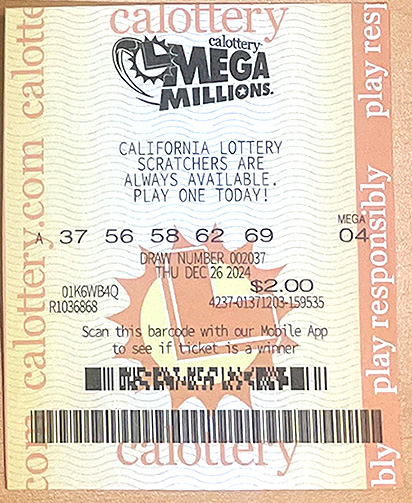 calottery
calottery
MEGA
MILLIONS.
CALIFORNIA LOTTERY
SCRATCHERS ARE
ALWAYS AVAILABLE.
PLAY ONE TODAY!
MEGA
A 37 56 58 62 69 04
DRAW NUMBER 002037
THU DEC 26 2024
$2.00
01K6WB4Q 4237-01371203-159535
R1036868
Scan this barcode with our Mobile App
to see if ticket is a winner
calottery
calottery.com calotte
play responsibly play resp